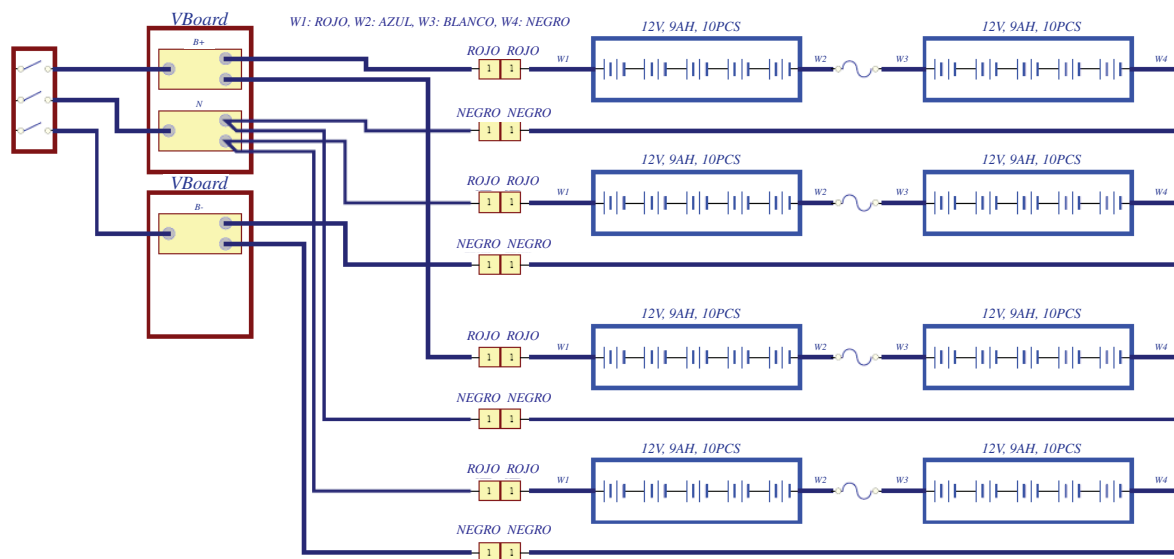 VBoard
W1: ROJO, W2: AZUL, W3: BLANCO, W4: NEGRO
B+
N
VBoard
B-
12V, 9AH, 10PCS
12V, 9AH, 10PCS
ROJO ROJO
1 1
W1
W2
W3
W4
NEGRO NEGRO
1 1
12V, 9AH, 10PCS
12V, 9AH, 10PCS
ROJO ROJO
1 1
W1
W2
W3
W4
NEGRO NEGRO
1 1
12V, 9AH, 10PCS
12V, 9AH, 10PCS
ROJO ROJO
1 1
W1
W2
W3
W4
NEGRO NEGRO
1 1
12V, 9AH, 10PCS
12V, 9AH, 10PCS
ROJO ROJO
1 1
W1
W2
W3
W4
NEGRO NEGRO
1 1